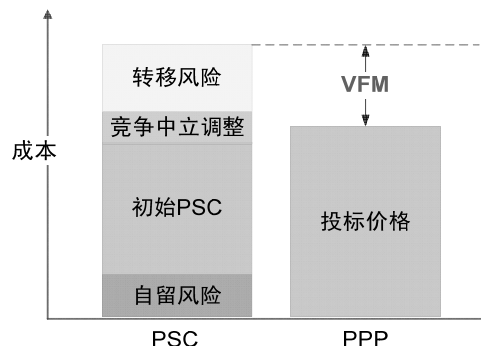 转移风险
VFM
竞争中立调整
成本
初始PSC
投标价格
自留风险
PSC
PPP